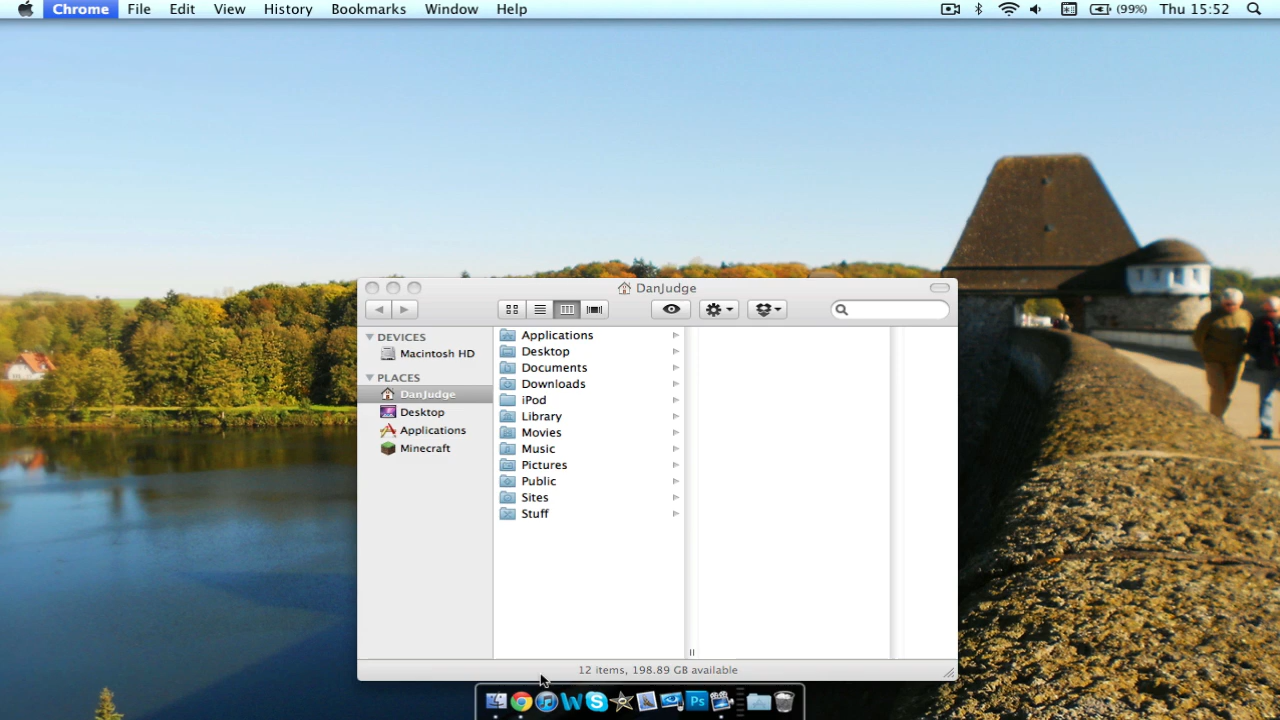 Chrome File Edit View History Bookmarks Window Help (99%) Thu 15:52
DanJudge
DEVICES
Macintosh HD
PLACES
DanJudge
Desktop
Applications
Minecraft
Applications
Desktop
Documents
Downloads
iPod
Library
Movies
Music
Pictures
Public
Sites
Stuff
12 items, 198.89 GB available
W
S
Ps